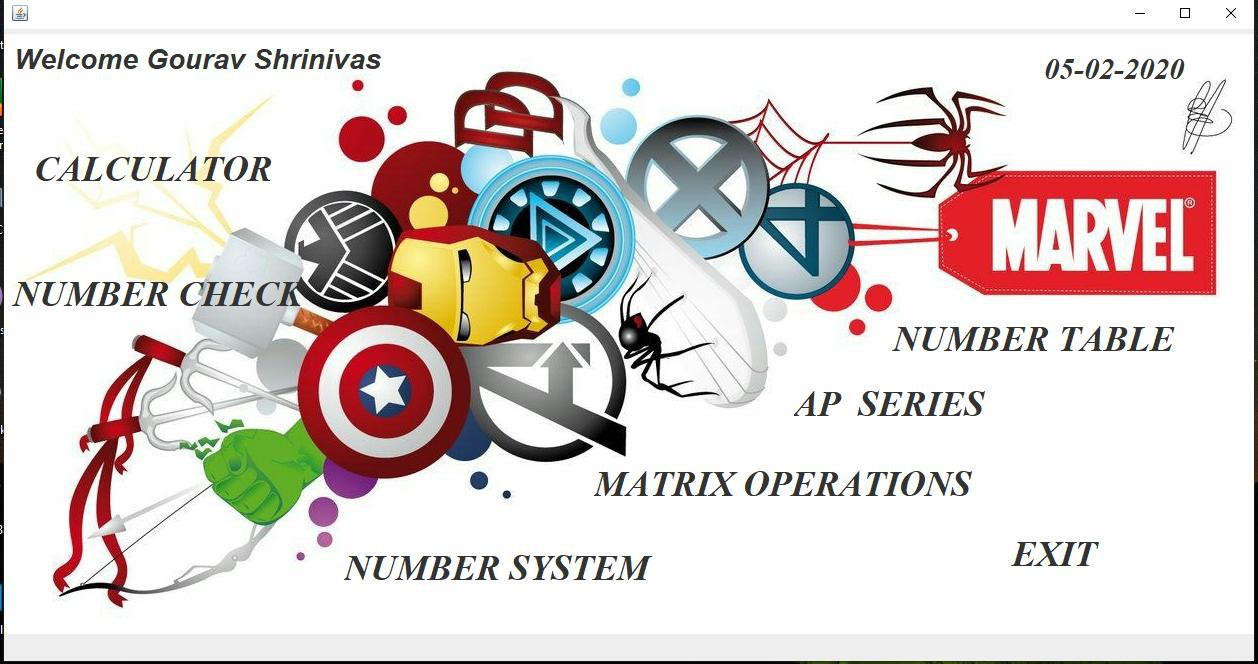 Welcome Gourav Shrinivas
05-02-2020
CALCULATOR
MARVEL®
NUMBER CHECK
NUMBER TABLE
AP SERIES
MATRIX OPERATIONS
EXIT
NUMBER SYSTEM